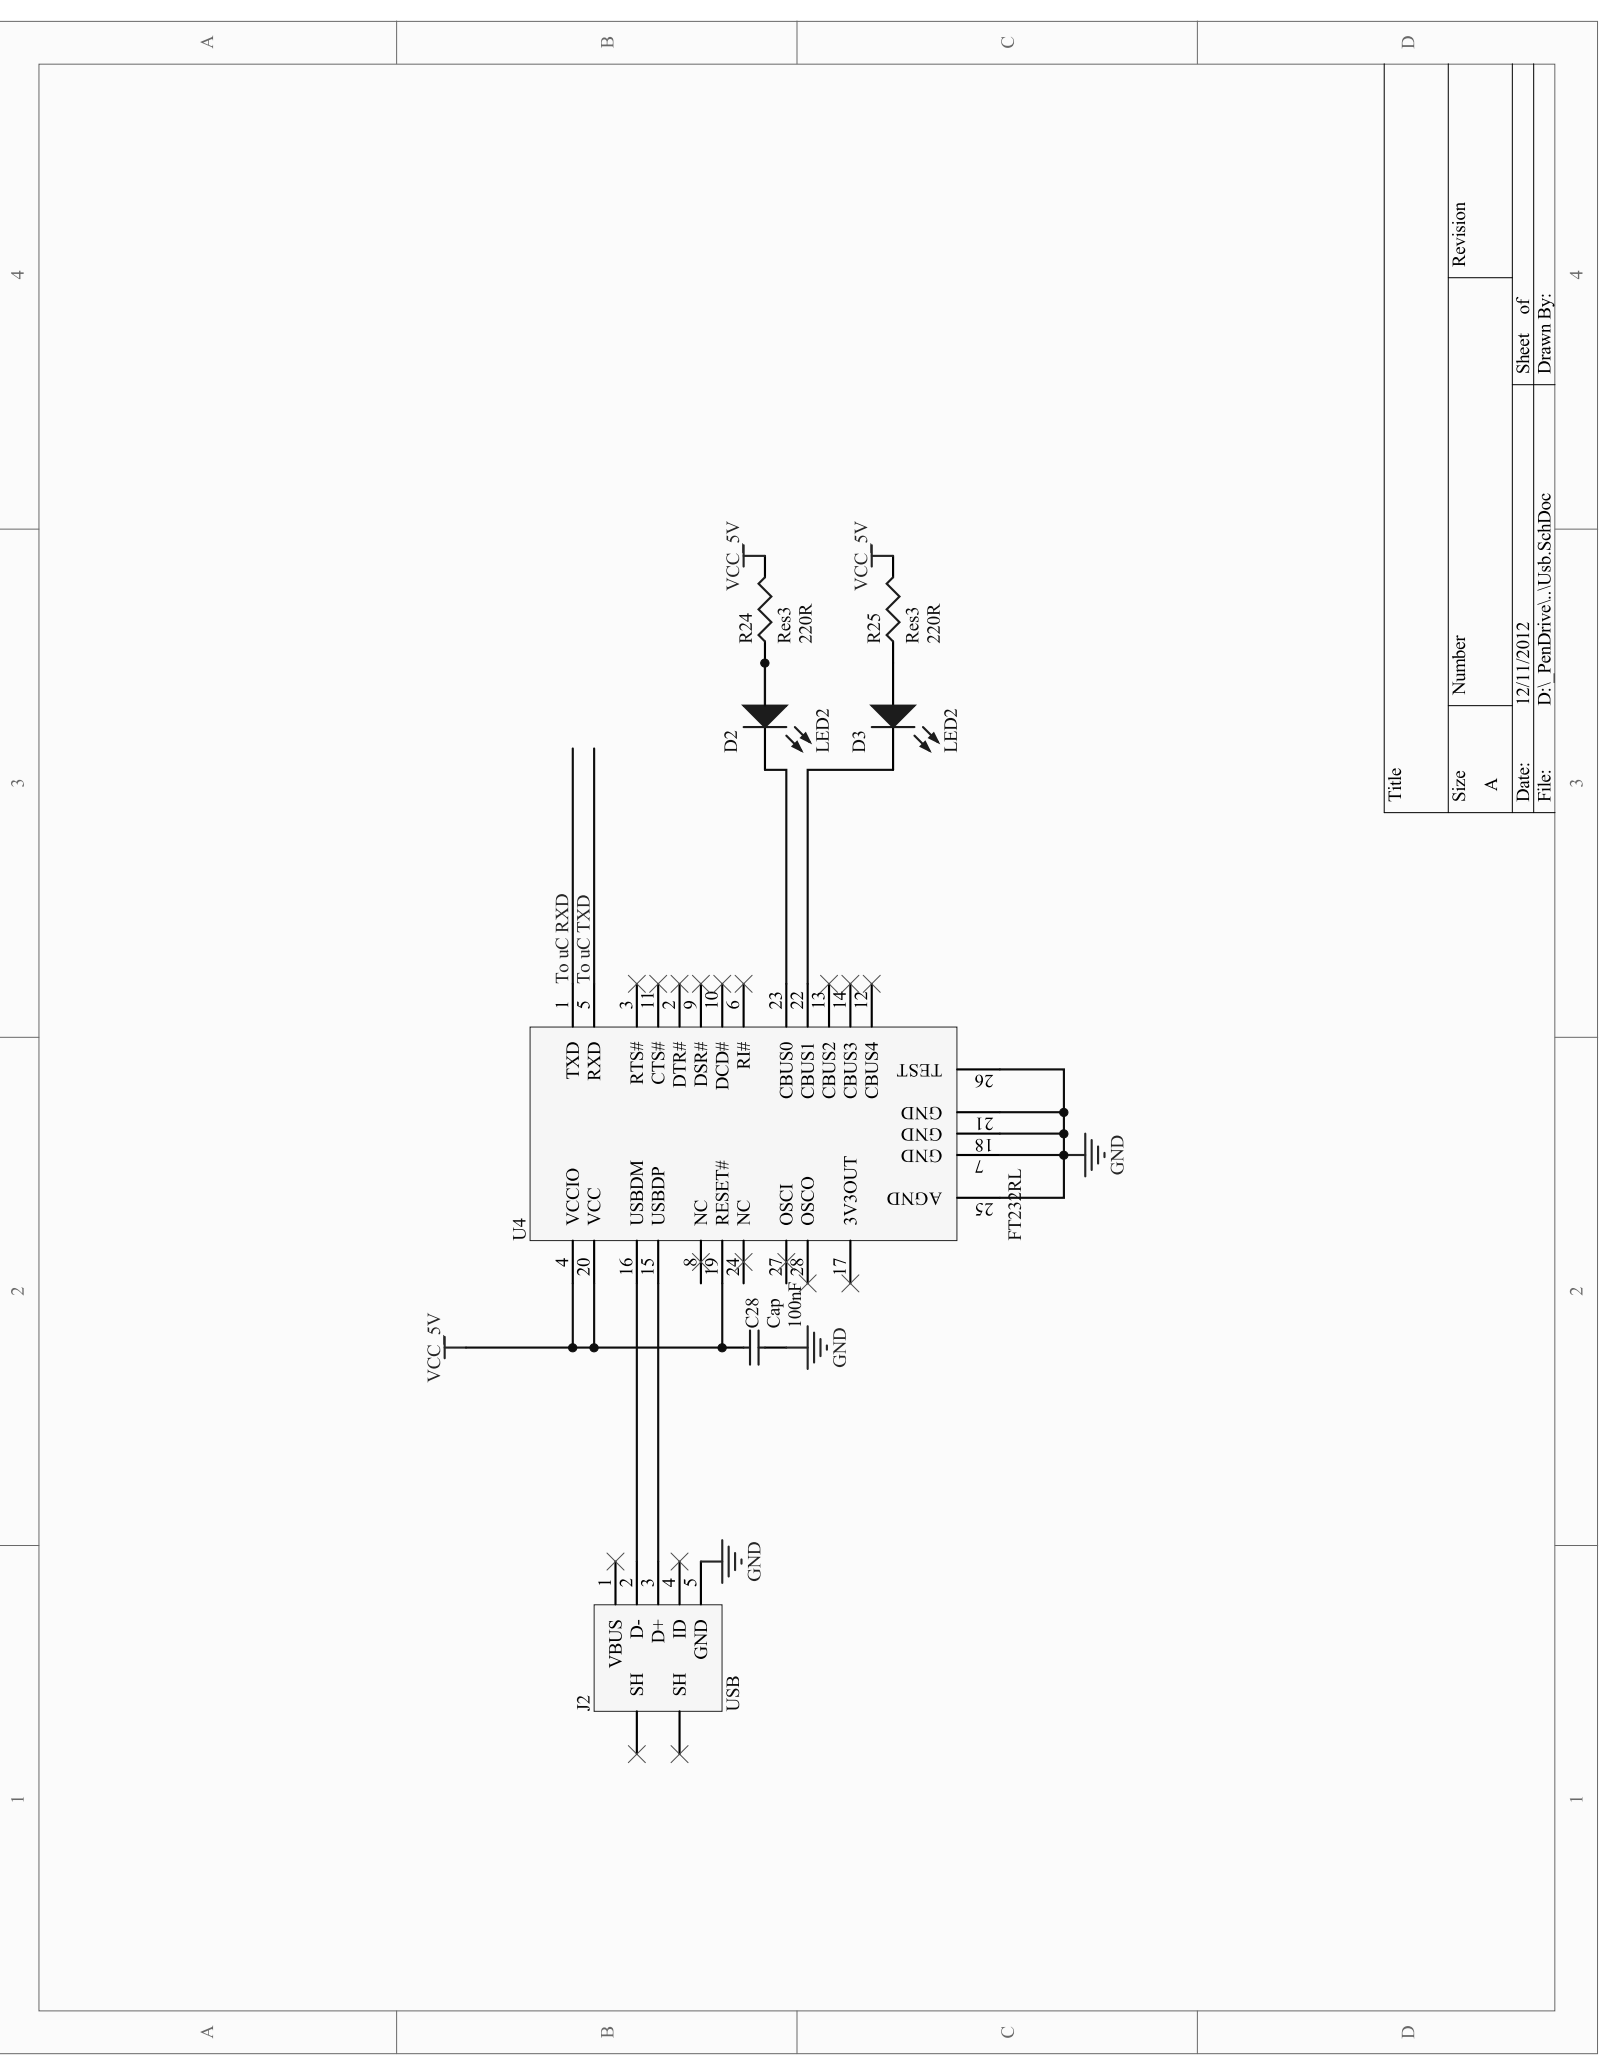 1
2
3
4
A
B
C
D
VCC_5V
U4
4
VCCIO
TXD
1
To uC RXD
20
VCC
RXD
5
To uC TXD
16
USBDM
RTS#
3
15
USBDP
CTS#
11
DTR#
2
8
NC
DSR#
9
19
RESET#
DCD#
10
24
NC
RI#
6
27
OSCI
CBUS0
23
28
OSCO
CBUS1
22
CBUS2
13
17
3V3OUT
CBUS3
14
CBUS4
12
AGND
GND
GND
GND
TEST
25
7
18
21
26
FT232RL
GND
C28
Cap
100nF
GND
J2
VBUS
1
SH
D-
2
D+
3
SH
ID
4
GND
5
USB
GND
VCC_5V
D2
R24
Res3
LED2
220R
VCC_5V
D3
R25
Res3
LED2
220R
Title
Size
Number
Revision
A
Date:
12/11/2012
Sheet of
File:
D:\_PenDrive\..\Usb.SchDoc
Drawn By:
A
B
C
D
1
2
3
4